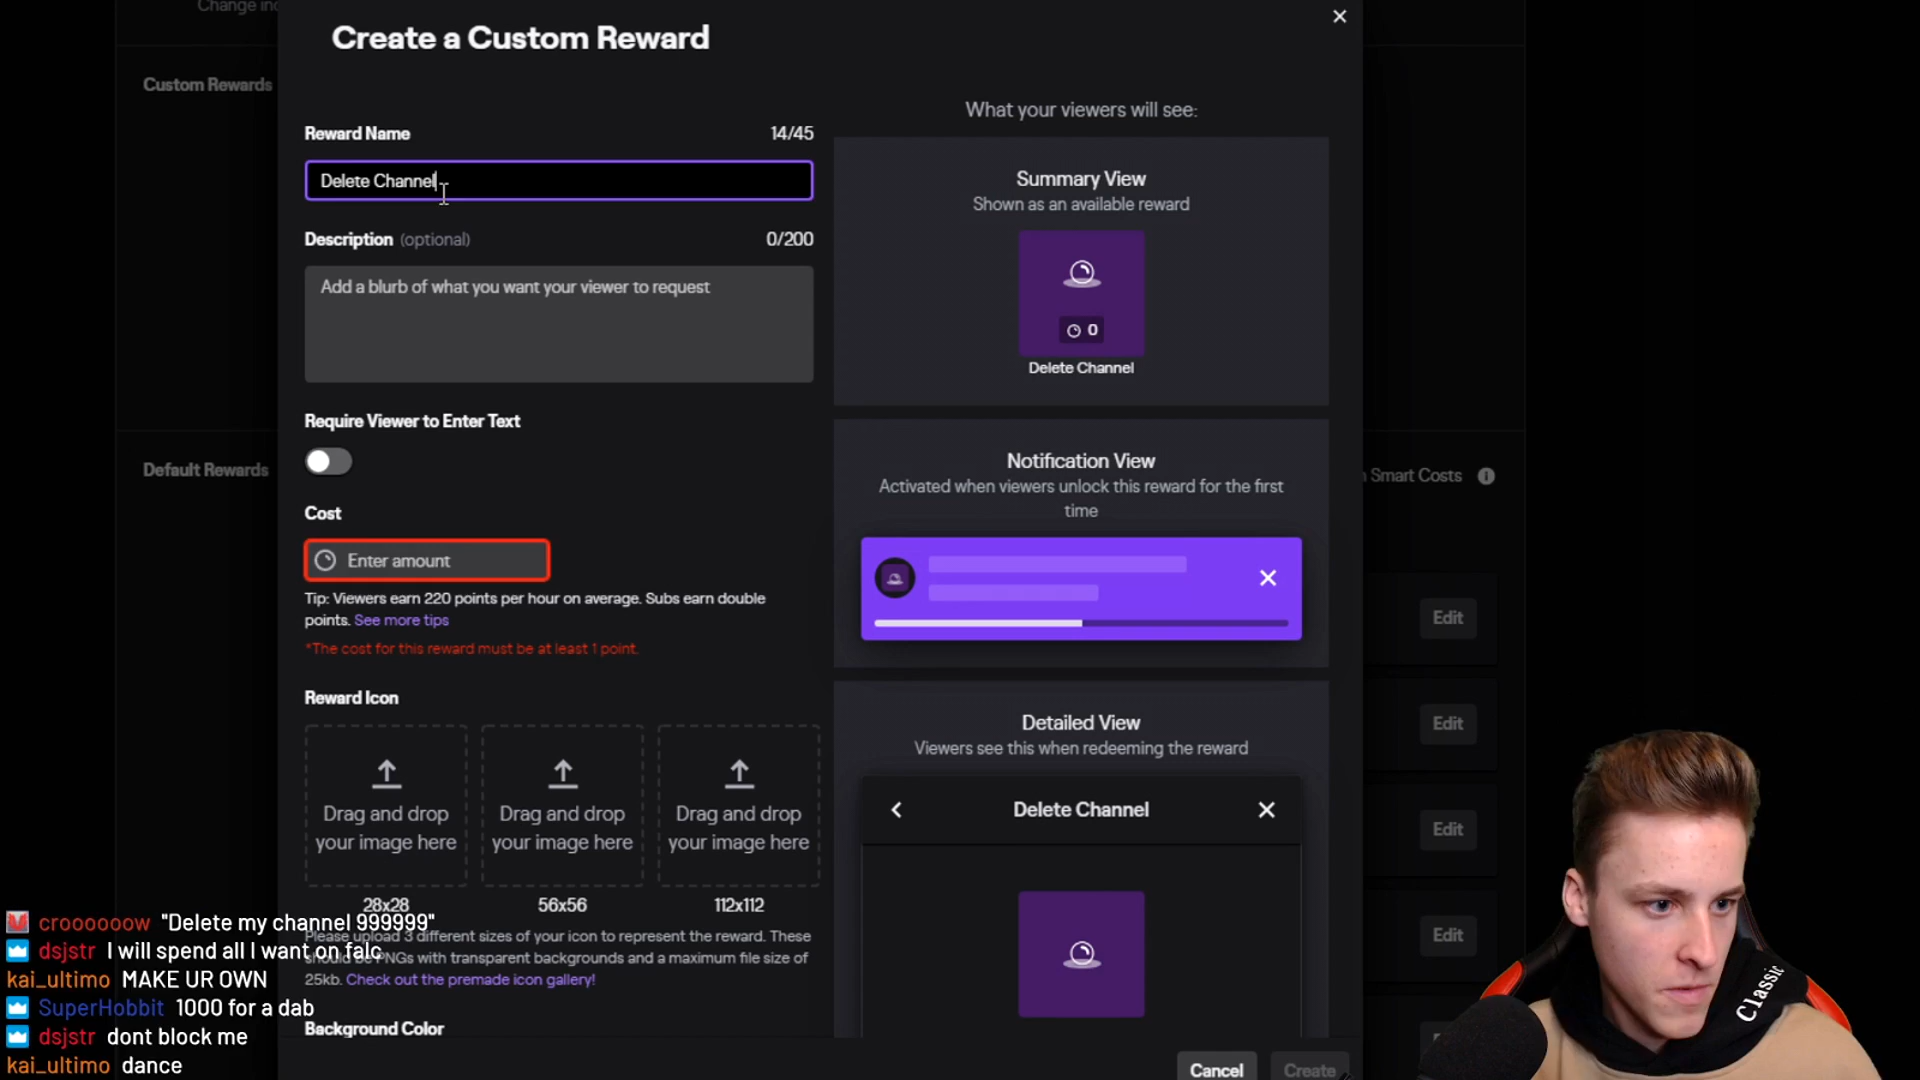 Change in
Create a Custom Reward
Custom Rewards
What your viewers will see:
Reward Name
14/45
Delete Channel
Summary View
Shown as an available reward
Description (optional)
0/200
Add a blurb of what you want your viewer to request
0
Delete Channel
Require Viewer to Enter Text
Default Rewards
Notification View
Smart Costs
Activated when viewers unlock this reward for the first
time
Cost
Enter amount
Tip: Viewers earn 220 points per hour on average. Subs earn double
points. See more tips
*The cost for this reward must be at least 1 point.
Edit
Reward Icon
Detailed View
Viewers see this when redeeming the reward
Edit
Drag and drop
your image here
Drag and drop
your image here
Drag and drop
your image here
Delete Channel
Edit
28x28
56x56
112x112
croooooow "Delete my channel 999999"
Please upload 3 different sizes of your icon to represent the reward. These
should be PNGs with transparent backgrounds and a maximum file size of
25kb. Check out the premade icon gallery!
Edit
dsjstr I will spend all I want on falc
kai_ultimo MAKE UR OWN
SuperHobbit 1000 for a dab
Background Color
dsjstr dont block me
kai_ultimo dance
Cancel
Create
Classic